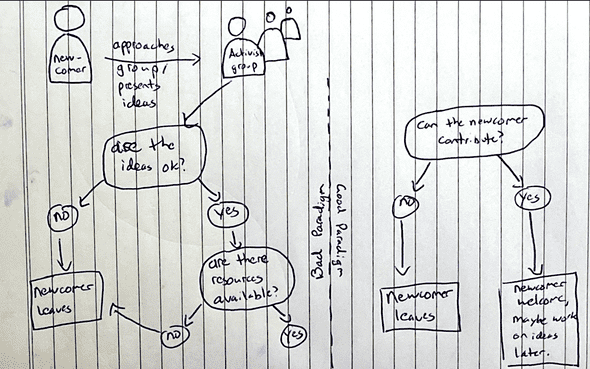 new-
comer
approaches
group/
presents
ideas
Activist
group
are the
ideas ok?
no
yes
newcomer
leaves
are there
resources
available?
no
yes
Bad Paradigm
Good Paradigm
Can the newcomer
contribute?
no
yes
newcomer
leaves
newcomer
welcome,
maybe work
on ideas
later.